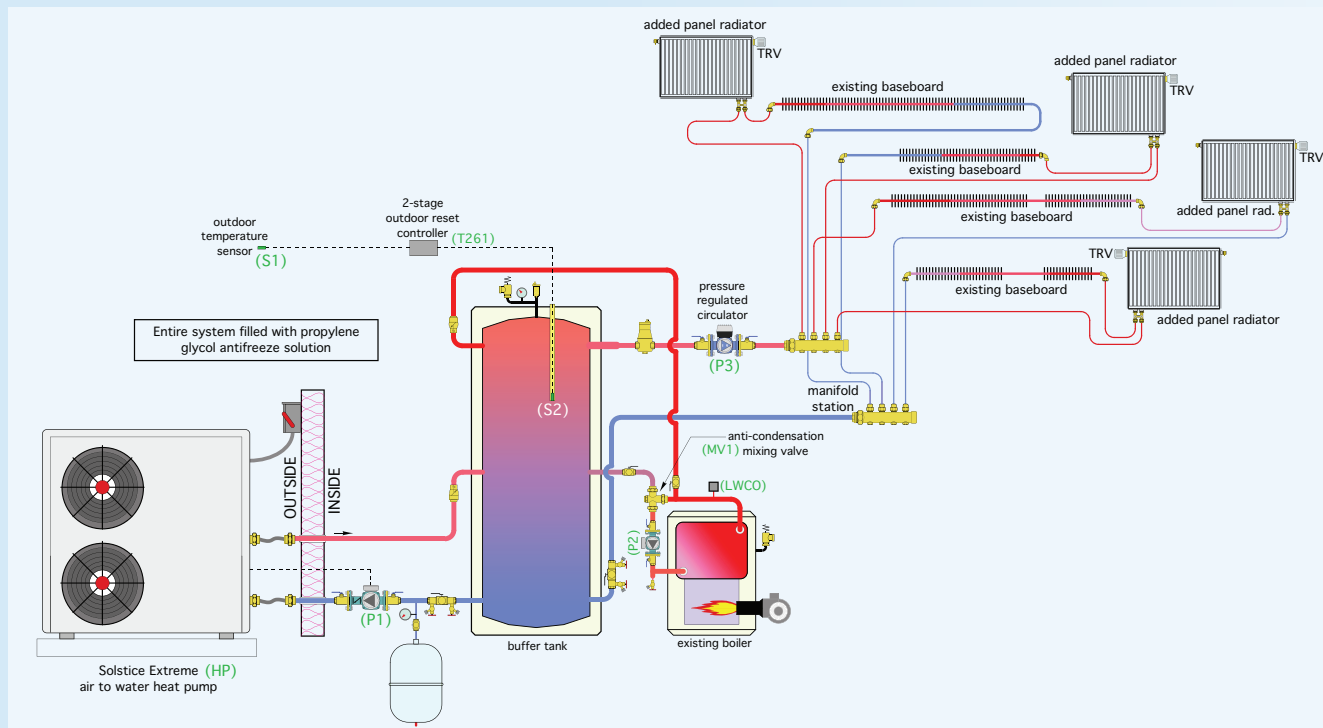 added panel radiator
TRV
existing baseboard
added panel radiator
TRV
existing baseboard
TRV
existing baseboard
added panel rad.
TRV
existing baseboard
added panel radiator
2-stage
outdoor reset
controller
(T261)
outdoor
temperature
sensor
(S1)
pressure
regulated
circulator
(P3)
Entire system filled with propylene
glycol antifreeze solution
(S2)
manifold
station
anti-condensation
mixing valve
(MV1)
(LWCO)
OUTSIDE
INSIDE
(P2)
(P1)
buffer tank
existing boiler
Solstice Extreme (HP)
air to water heat pump